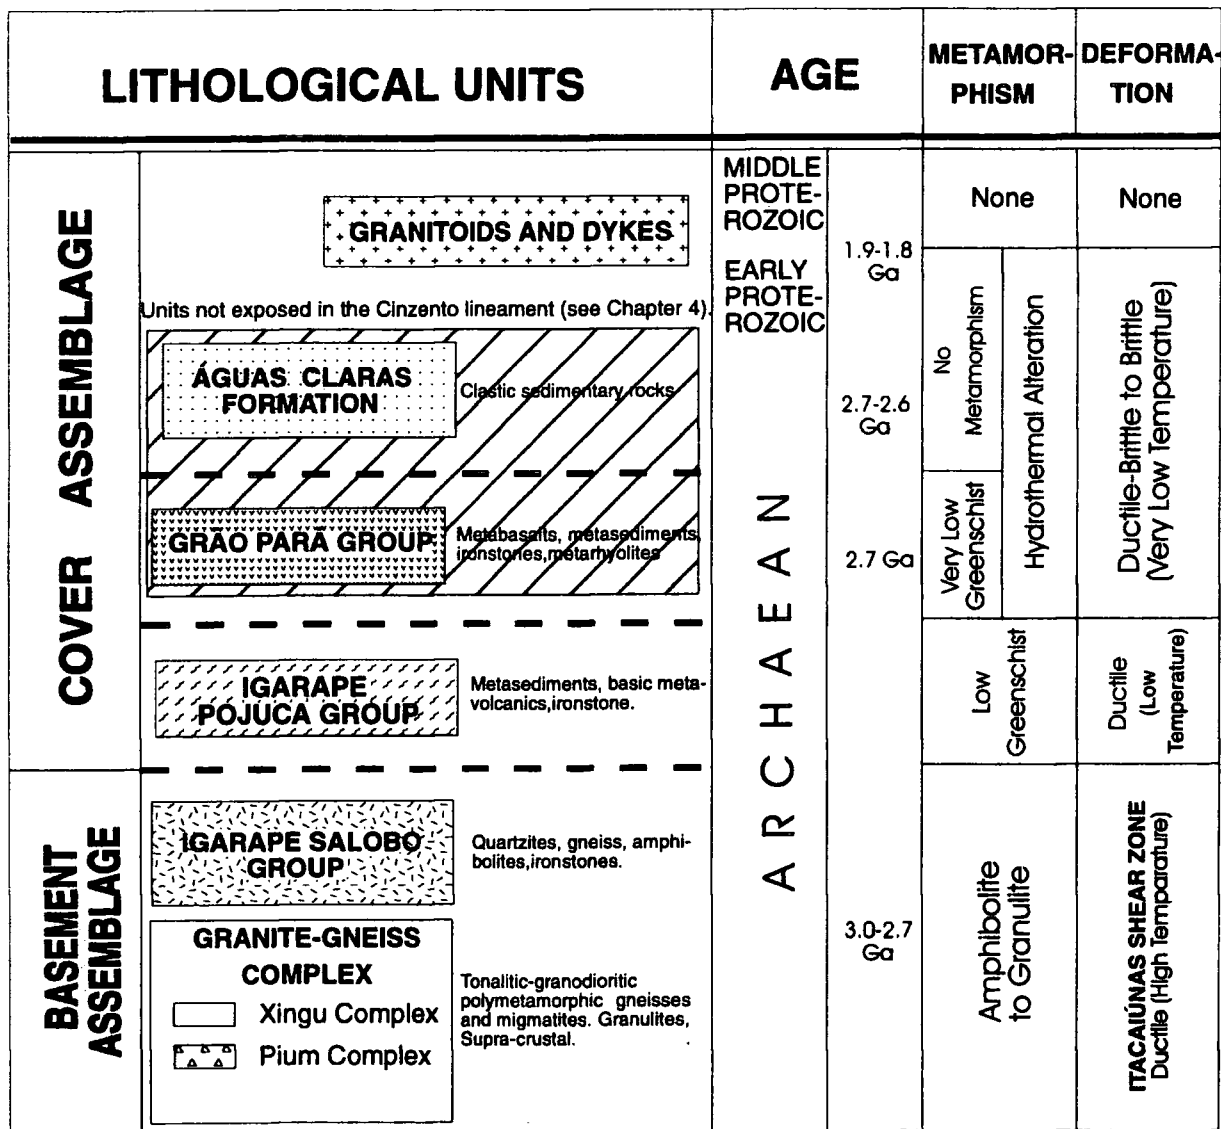 LITHOLOGICAL UNITS
AGE
METAMOR-
PHISM
DEFORMA-
TION
COVER ASSEMBLAGE
GRANITOIDS AND DYKES
Units not exposed in the Cinzento lineament (see Chapter 4).
ÁGUAS CLARAS
FORMATION
Clastic sedimentary rocks
GRÃO PARÃ GROUP
Metabasalts, metasediments,
ironstones,metarhyolites
IGARAPE
POJUCA GROUP
Metasediments, basic meta-
volcanics,ironstone.
BASEMENT
ASSEMBLAGE
IGARAPE SALOBO
GROUP
Quartzites, gneiss, amphi-
bolites,ironstones.
GRANITE-GNEISS
COMPLEX
Xingu Complex
Pium Complex
Tonalitic-granodioritic
polymetamorphic gneisses
and migmatites. Granulites,
Supra-crustal.
MIDDLE
PROTE-
ROZOIC
EARLY
PROTE-
ROZOIC
ARCHAEAN
1.9-1.8
Ga
2.7-2.6
Ga
2.7 Ga
3.0-2.7
Ga
None
No
Metamorphism
Very Low
Greenschist
Hydrothermal Alteration
Low
Greenschist
Amphibolite
to Granulite
None
Ductile-Brittle to Brittle
(Very Low Temperature)
Ductile
(Low
Temperature)
ITACAIÚNAS SHEAR ZONE
Ductile (High Temparature)